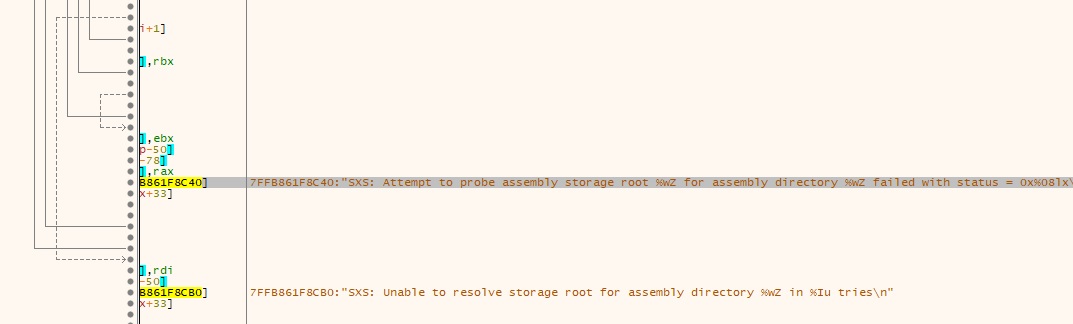 i+1]
],rbx
],ebx
p-50]
-78]
],rax
B861F8C40] 7FFB861F8C40:"SXS: Attempt to probe assembly storage root %wZ for assembly directory %wZ failed with status = 0x%08lx\
x+33]
],rdi
-50]
B861F8CB0] 7FFB861F8CB0:"SXS: Unable to resolve storage root for assembly directory %wZ in %Iu tries\n"
x+33]